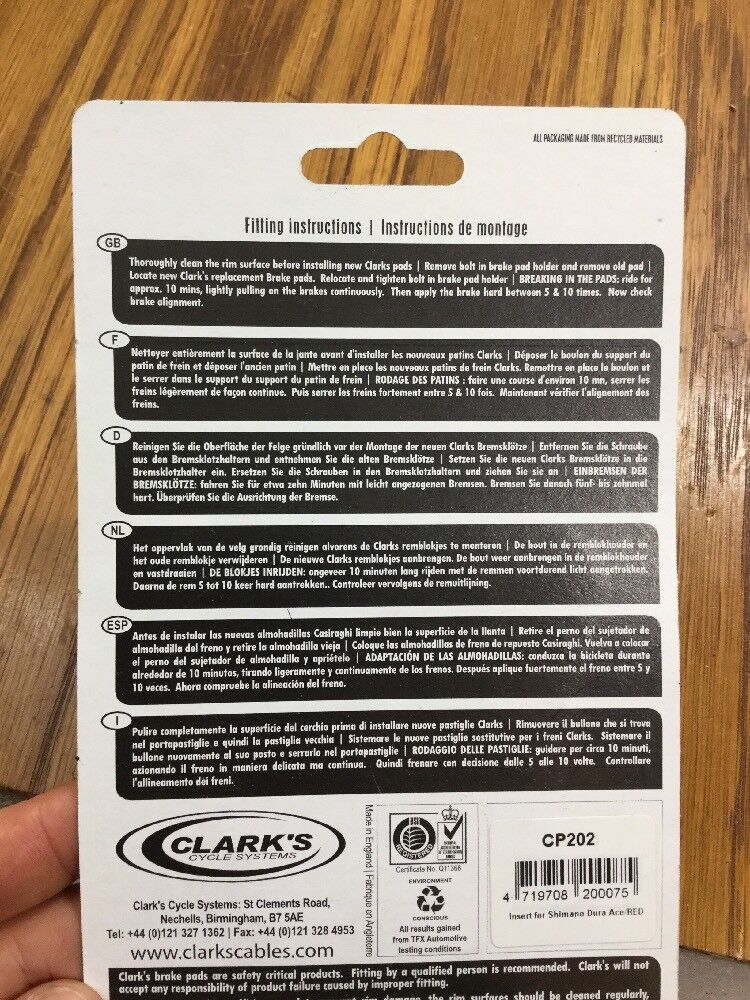 ALL PACKAGING MADE FROM RECYCLED MATERIALS
Fitting instructions | Instructions de montage
GB
Thoroughly clean the rim surface before installing new Clarks pads | Remove bolt in brake pad holder and remove old pad |
Locate new Clark's replacement Brake pads. Relocate and tighten bolt in brake pad holder | BREAKING IN THE PADS: ride for
approx. 10 mins, lightly pulling on the brakes continuously. Then apply the brake hard between 5 & 10 times. Now check
brake alignment.
F
Nettoyer entièrement la surface de la jante avant d'installer les nouveaux patins Clarks | Déposer le boulon du support du
patin de frein et déposer l'ancien patin | Mettre en place les nouveaux patins de frein Clarks. Remettre en place le boulon et
le serrer dans le support du support du patin de frein | RODAGE DES PATINS : faire une course d'environ 10 mn, serrer les
freins légèrement de façon continue. Puis serrer les freins fortement entre 5 & 10 fois. Maintenant vérifier l'alignement des
freins.
D
Reinigen Sie die Oberfläche der Felge gründlich vor der Montage der neuen Clarks Bremsklötze | Entfernen Sie die Schraube
aus den Bremsklotzhaltern und entnehmen Sie die alten Bremsklötze | Setzen Sie die neuen Clarks Bremsklötze in die
Bremsklotzhalter ein. Ersetzen Sie die Schrauben in den Bremsklotzhaltern und ziehen Sie sie an | EINBREMSEN DER
BREMSKLÖTZE: fahren Sie für etwa zehn Minuten mit leicht angezogenen Bremsen. Bremsen Sie danach fünf- bis zehnmal
hart. Überprüfen Sie die Ausrichtung der Bremse.
NL
Het oppervlak van de velg grondig reinigen alvorens de Clarks remblokjes te monteren | De bout in de remblokhouder en
het oude remblokje verwijderen | De nieuwe Clarks remblokjes aanbrengen. De bout weer aanbrengen in de remblokhouder
en vastdraaien | DE BLOKJES INRIJDEN: ongeveer 10 minuten lang rijden met de remmen voortdurend licht aangetrokken.
Daarna de rem 5 tot 10 keer hard aantrekken.. Controleer vervolgens de remuitlijning.
ESP
Antes de instalar las nuevas almohadillas Casiraghi limpie bien la superficie de la llanta | Retire el perno del sujetador de
almohadilla del freno y retire la almohadilla vieja | Coloque las almohadillas de freno de repuesto Casiraghi. Vuelva a colocar
el perno del sujetador de almohadilla y apriételo | ADAPTACIÓN DE LAS ALMOHADILLAS: conduzca la bicicleta durante
alrededor de 10 minutos, tirando ligeramente y continuamente de los frenos. Después aplique fuertemente el freno entre 5 y
10 veces. Ahora compruebe la alineación del freno.
I
Pulire completamente la superficie del cerchio prima di installare nuove pastiglie Clarks | Rimuovere il bullone che si trova
nel portapastiglie e quindi la pastiglia vecchia | Sistemare le nuove pastiglie sostitutive per i freni Clarks. Sistemare il
bullone nuovamente al suo posto e serrarlo nel portapastiglie | RODAGGIO DELLE PASTIGLIE: guidare per circa 10 minuti,
azionando il freno in maniera delicata ma continua. Quindi frenare con decisione dalle 5 alle 10 volte. Controllare
l'allineamento dei freni.
CLARK'S
CYCLE SYSTEMS
Clark's Cycle Systems: St Clements Road,
Nechells, Birmingham, B7 5AE
Tel: +44 (0)121 327 1362 | Fax: +44 (0)121 328 4953
www.clarkscables.com
Made in England | Fabrique en Angleterre
REGISTERED
Certificate No. Q11366
ENVIRONMENT
CONSCIOUS
All results gained
from TFX Automotive
testing conditions
CP202
4 719708 200075
Insert for Shimano Dura Ace/RED
Clark's brake pads are safety critical products. Fitting by a qualified person is recommended. Clark's will not
accept any responsibility of product failure caused by improper fitting.
rim damage, the rim surfaces should be cleaned regularly,